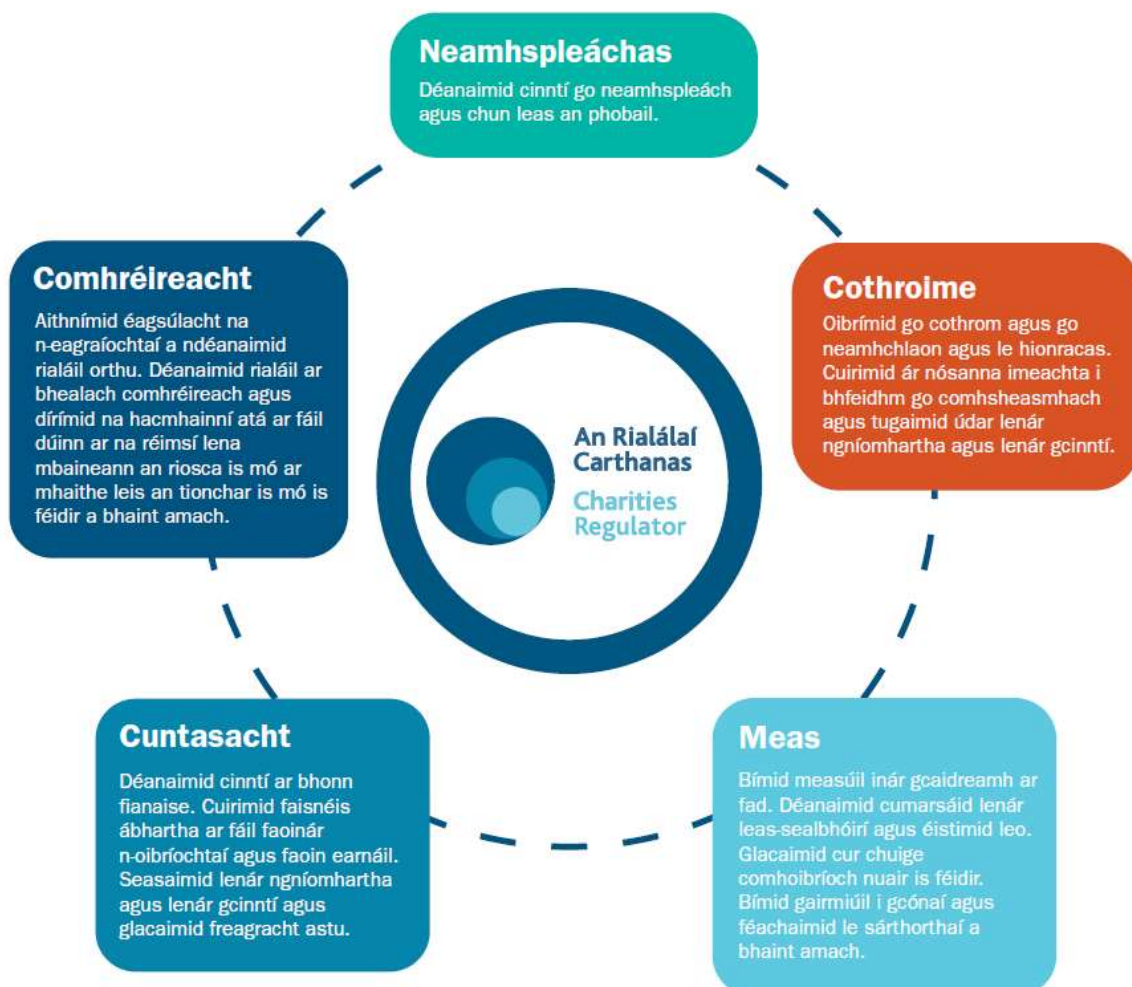 Neamhspleáchas
Déanaimid cinntí go neamhspleách
agus chun leas an phobail.
Comhréireacht
Aithnímid éagsúlacht na
n-eagraíochtaí a ndéanaimid
rialáil orthu. Déanaimid rialáil ar
bhealach comhréireach agus
dírímid na hacmhainní atá ar fáil
dúinn ar na réimsí lena
mbaineann an riosca is mó ar
mhaithe leis an tionchar is mó is
féidir a bhaint amach.
Cothroime
Oibrímid go cothrom agus go
neamhchlaon agus le hionracas.
Cuirimid ár nósanna imeachta i
bhfeidhm go comhsheasmhach
agus tugaimid údar lenár
ngníomhartha agus lenár gcinntí.
An Rialálaí
Carthanas
Charities
Regulator
Cuntasacht
Déanaimid cinntí ar bhonn
fianaise. Cuirimid faisnéis
ábhartha ar fáil faoinár
n-oibríochtaí agus faoin earnáil.
Seasaimid lenár ngníomhartha
agus lenár gcinntí agus
glacaimid freagracht astu.
Meas
Bímid measúil inár gcaidreamh ar
fad. Déanaimid cumarsáid lenár
leas-sealbhóirí agus éistimid leo.
Glacaimid cur chuige
comhoibríoch nuair is féidir.
Bímid gairmiúil i gcónaí agus
féachaimid le sárthorthaí a
bhaint amach.